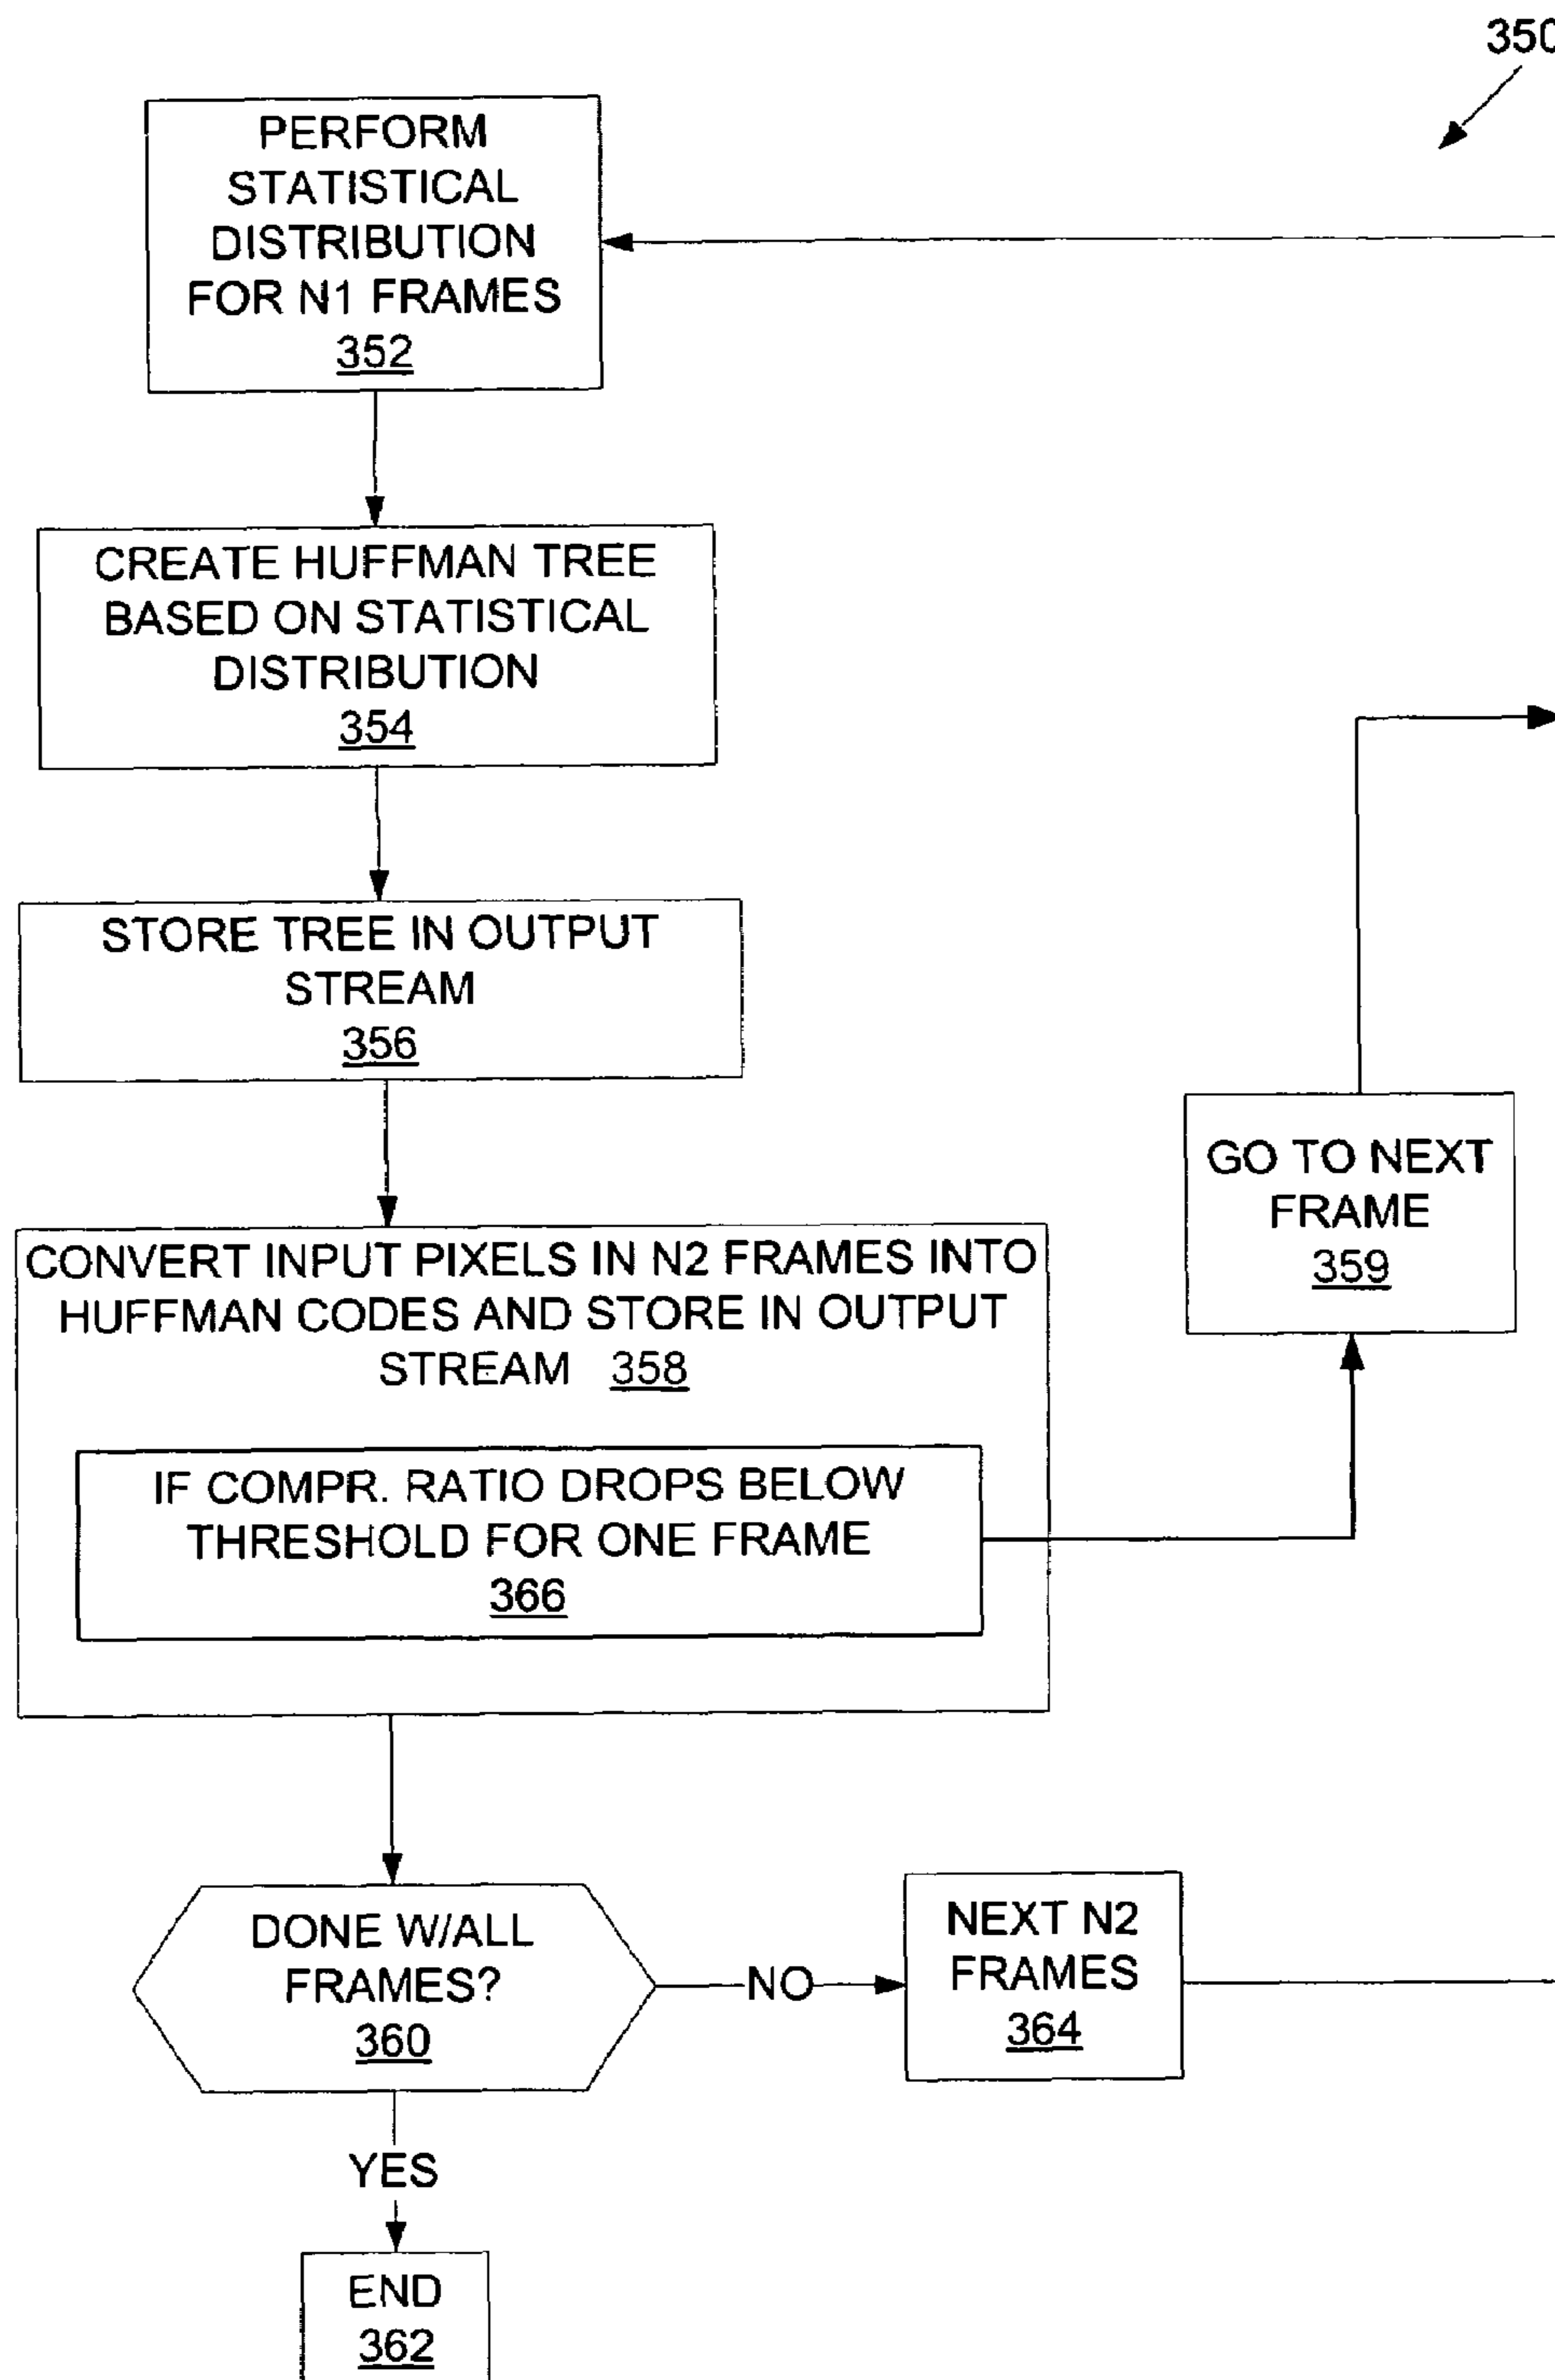 350
PERFORM
STATISTICAL
DISTRIBUTION
FOR N1 FRAMES
352
CREATE HUFFMAN TREE
BASED ON STATISTICAL
DISTRIBUTION
354
STORE TREE IN OUTPUT
STREAM
356
GO TO NEXT
FRAME
359
CONVERT INPUT PIXELS IN N2 FRAMES INTO
HUFFMAN CODES AND STORE IN OUTPUT
STREAM 358
IF COMPR. RATIO DROPS BELOW
THRESHOLD FOR ONE FRAME
366
DONE W/ALL
FRAMES?
360
NO
NEXT N2
FRAMES
364
YES
END
362